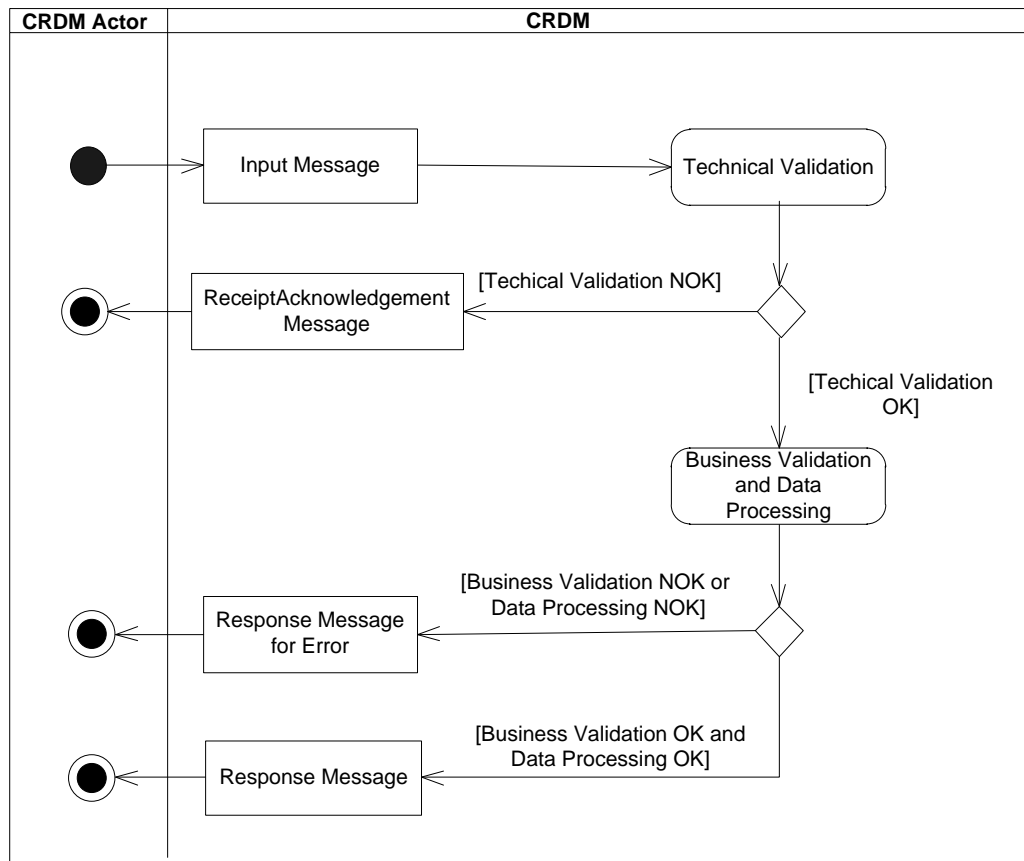 CRDM Actor
CRDM
Input Message
Technical Validation
[Techical Validation NOK]
ReceiptAcknowledgement
Message
[Techical Validation
OK]
Business Validation
and Data
Processing
[Business Validation NOK or
Data Processing NOK]
Response Message
for Error
[Business Validation OK and
Data Processing OK]
Response Message